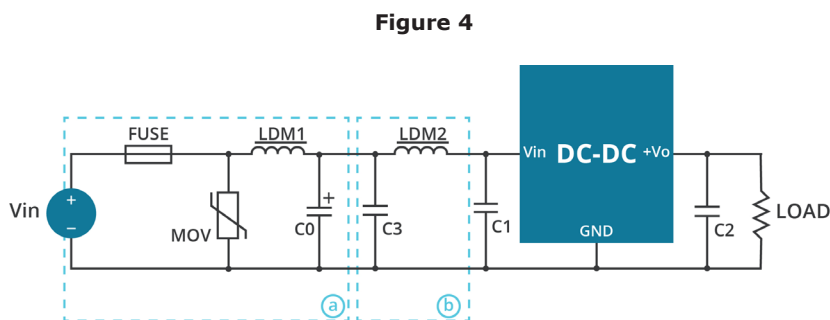 Figure 4
FUSE
LDM1
LDM2
Vin
DC-DC
+Vo
+
Vin
−
MOV
+
C0
C3
C1
GND
C2
LOAD
a
b